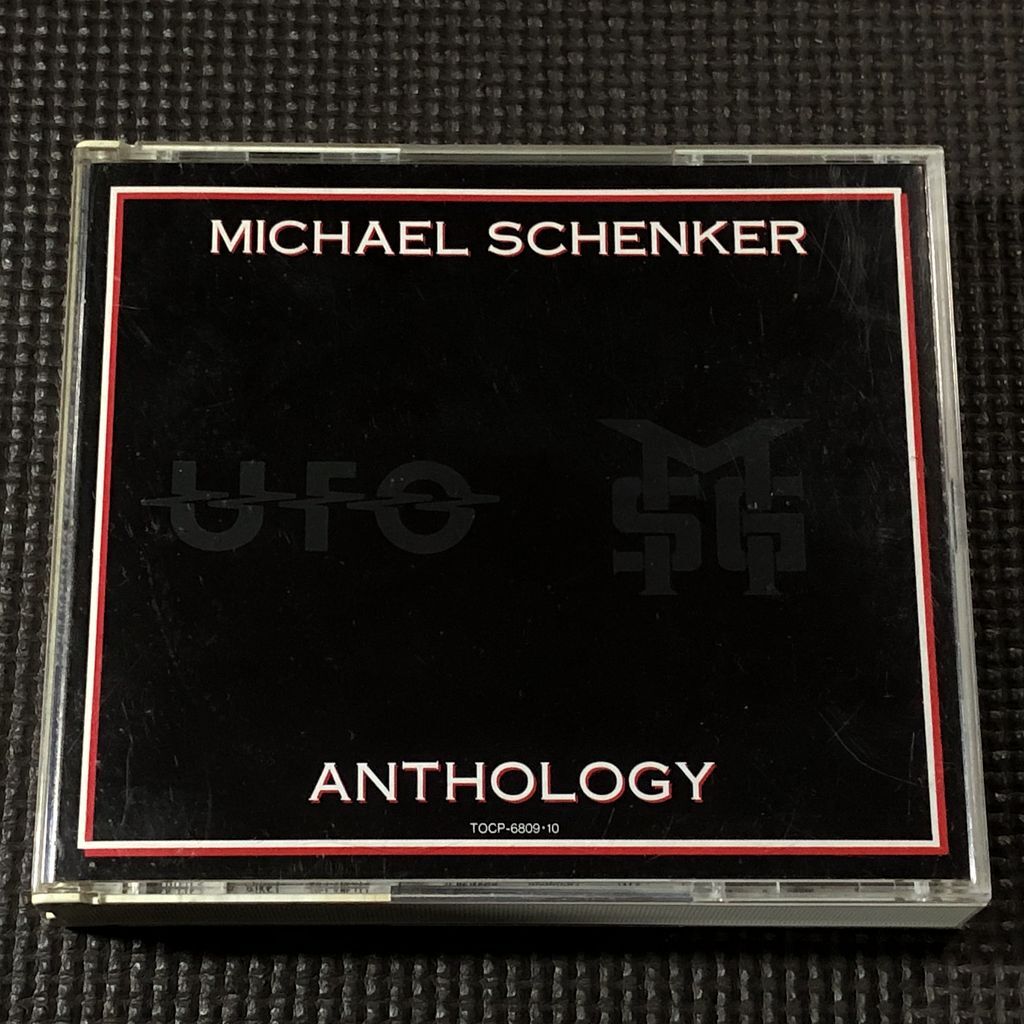 MICHAEL SCHENKER
UFO
MSG
ANTHOLOGY
TOCP-6809・10